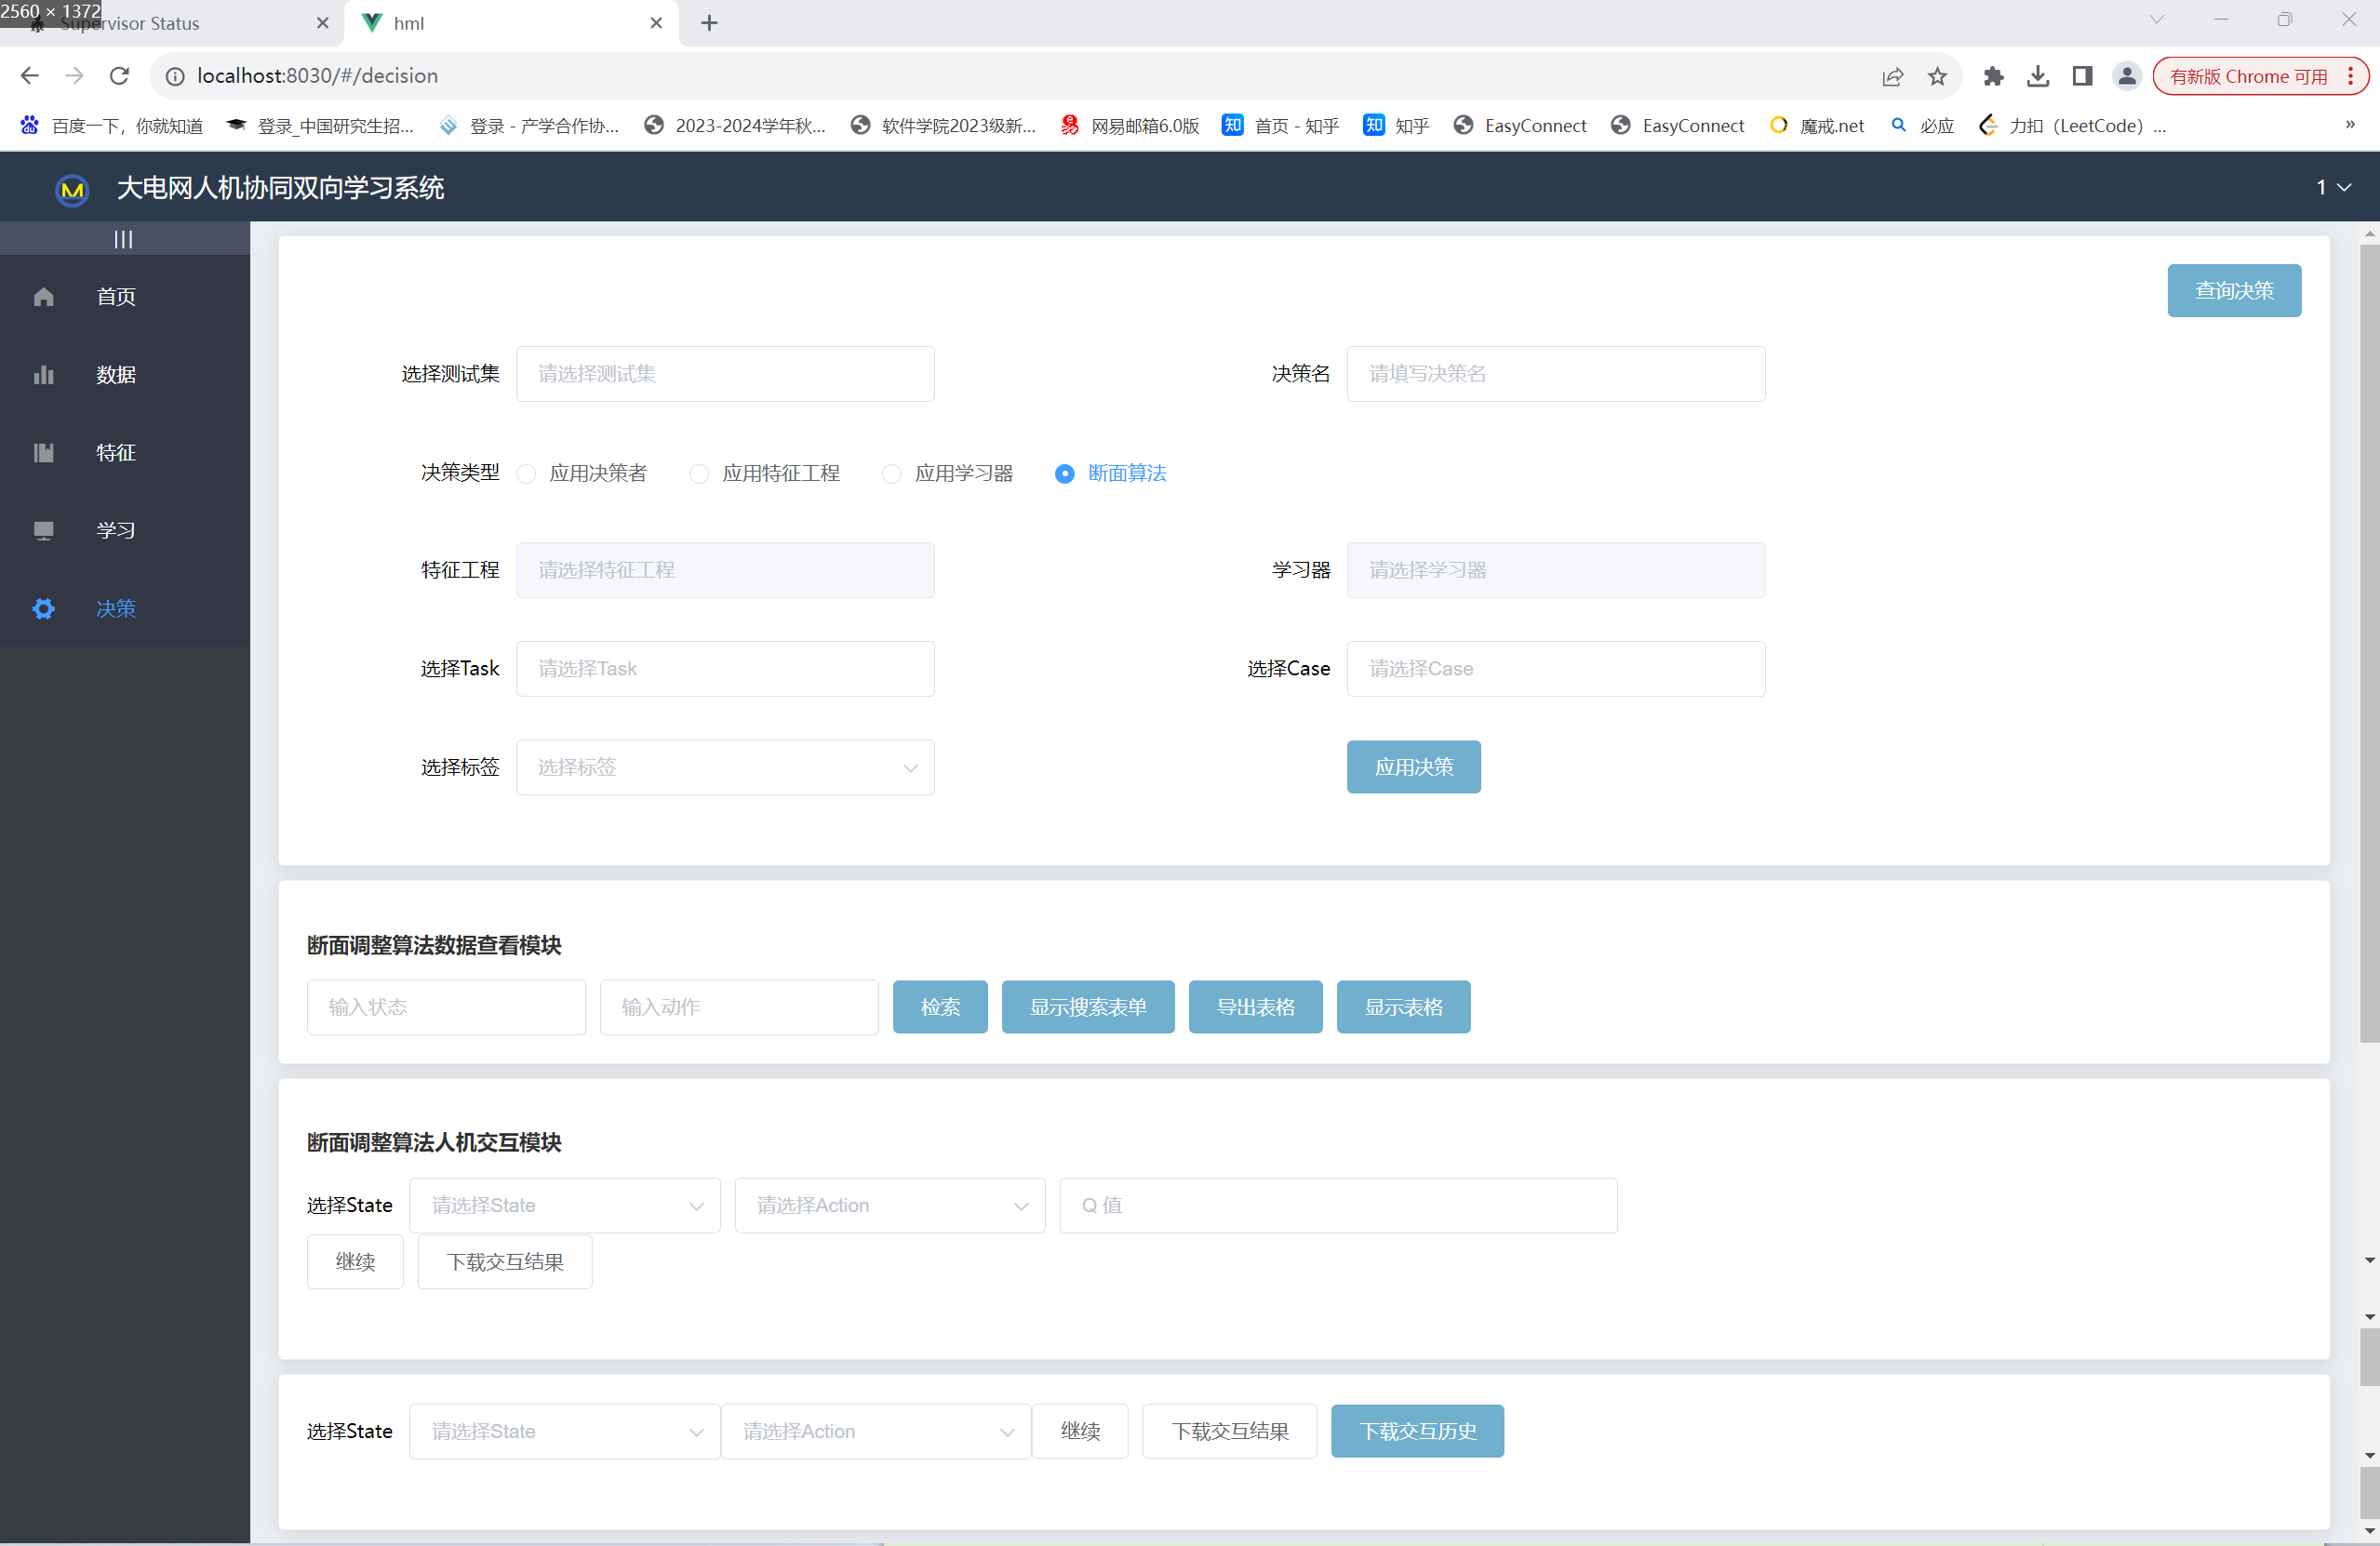 2560 × 1372
Supervisor Status
hml
localhost:8030/#/decision
有新版 Chrome 可用
百度一下，你就知道 登录_中国研究生招... 登录 - 产学合作协... 2023-2024学年秋... 软件学院2023级新... 网易邮箱6.0版 知 首页 - 知乎 知 知乎 EasyConnect EasyConnect 魔戒.net 必应 力扣（LeetCode）... »
大电网人机协同双向学习系统 1
|||
首页
数据
特征
学习
决策
查询决策
选择测试集 请选择测试集 决策名 请填写决策名
决策类型 应用决策者 应用特征工程 应用学习器 断面算法
特征工程 请选择特征工程 学习器 请选择学习器
选择Task 请选择Task 选择Case 请选择Case
选择标签 选择标签 应用决策
断面调整算法数据查看模块
输入状态 输入动作 检索 显示搜索表单 导出表格 显示表格
断面调整算法人机交互模块
选择State 请选择State 请选择Action Q 值
继续 下载交互结果
选择State 请选择State 请选择Action 继续 下载交互结果 下载交互历史